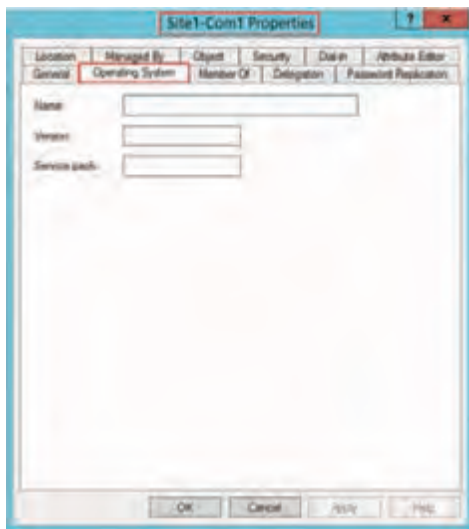 Site1-Com1 Properties
Location Managed By Object Security Dial-in Attribute Editor
General Operating System Member Of Delegation Password Replication
Name:
Version:
Service pack:
OK Cancel Apply Help